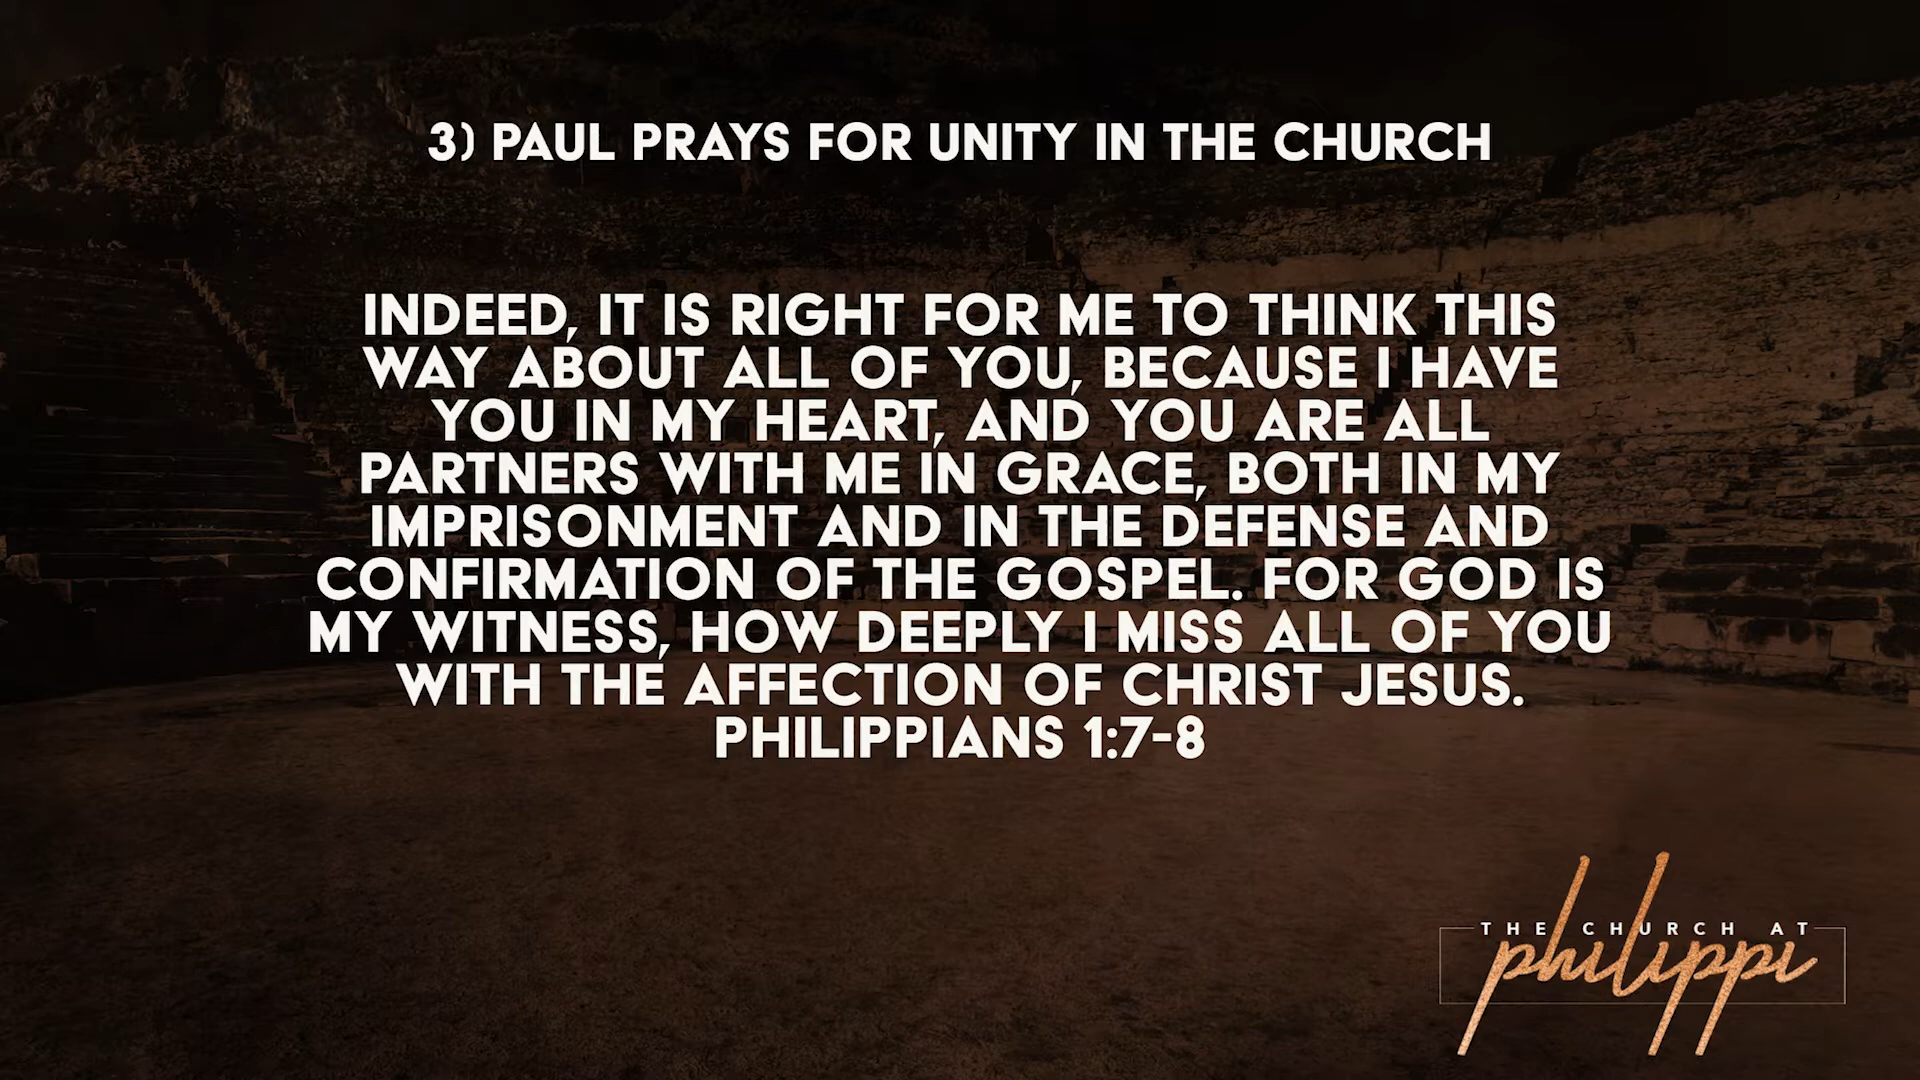 3) PAUL PRAYS FOR UNITY IN THE CHURCH
INDEED, IT IS RIGHT FOR ME TO THINK THIS
WAY ABOUT ALL OF YOU, BECAUSE I HAVE
YOU IN MY HEART, AND YOU ARE ALL
PARTNERS WITH ME IN GRACE, BOTH IN MY
IMPRISONMENT AND IN THE DEFENSE AND
CONFIRMATION OF THE GOSPEL. FOR GOD IS
MY WITNESS, HOW DEEPLY I MISS ALL OF YOU
WITH THE AFFECTION OF CHRIST JESUS.
PHILIPPIANS 1:7-8
THE CHURCH AT
philippi